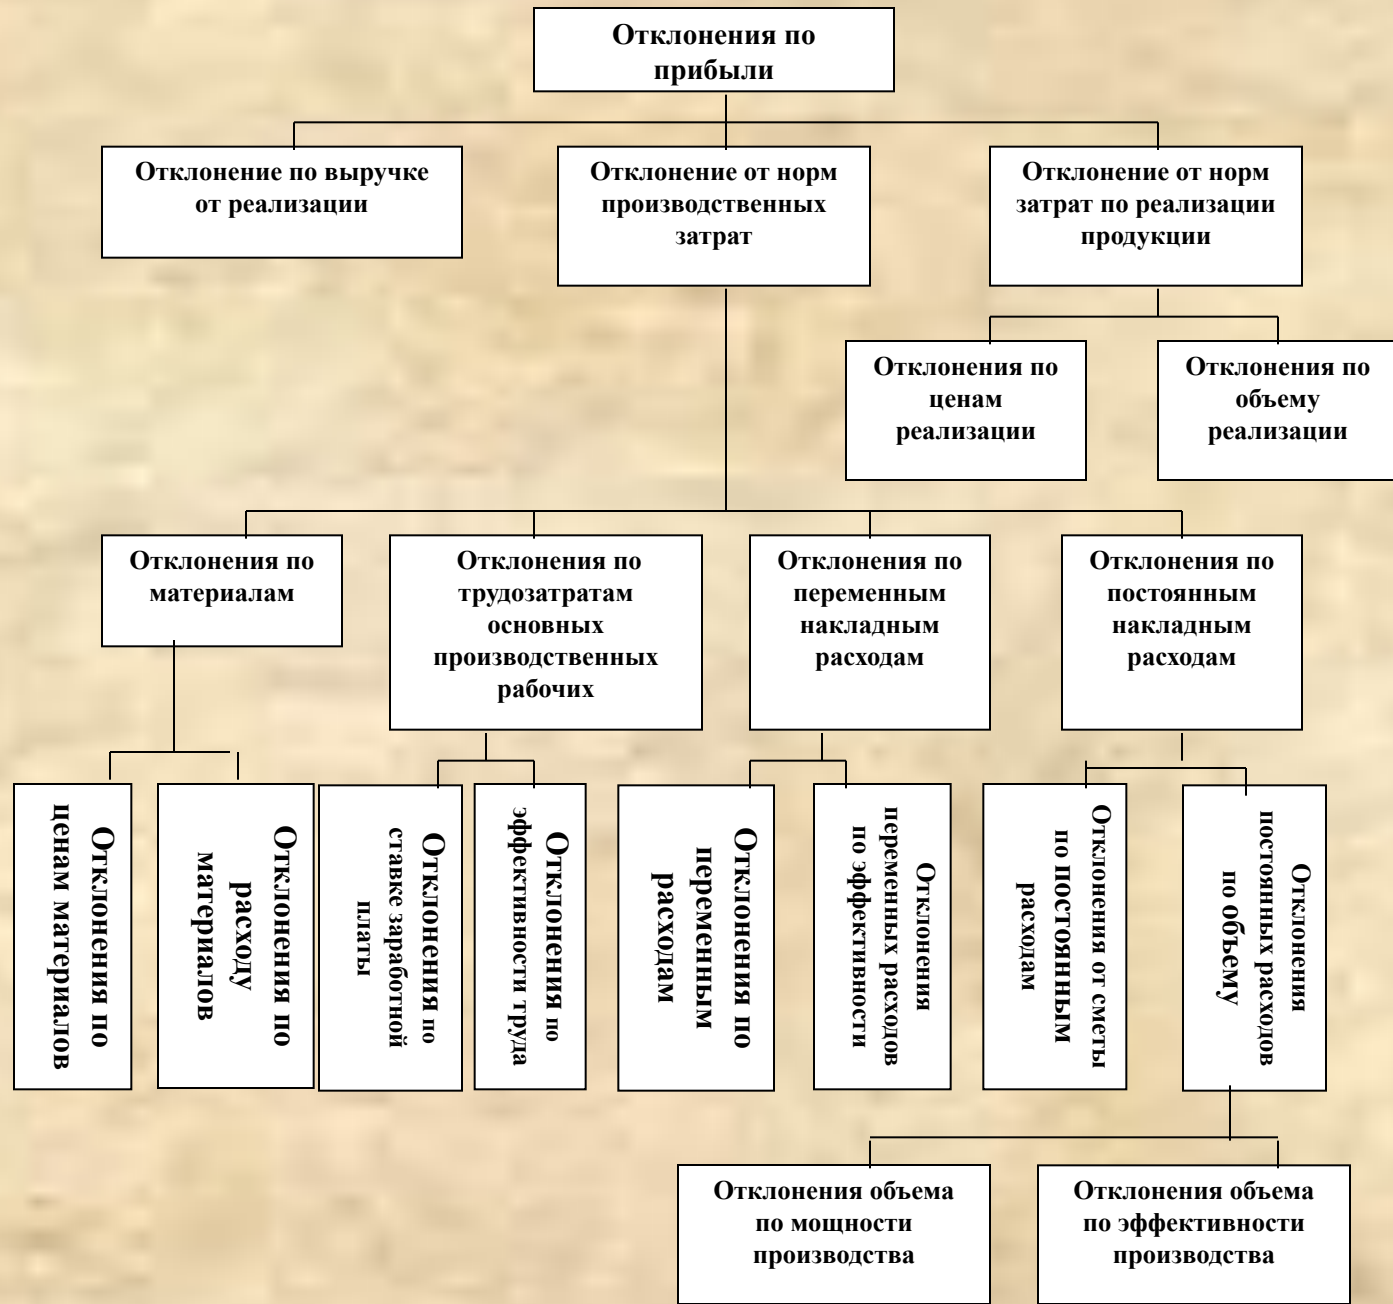 Отклонения по
прибыли
Отклонение по выручке
от реализации
Отклонение от норм
производственных
затрат
Отклонение от норм
затрат по реализации
продукции
Отклонения по
ценам
реализации
Отклонения по
объему
реализации
Отклонения по
материалам
Отклонения по
трудозатратам
основных
производственных
рабочих
Отклонения по
переменным
накладным
расходам
Отклонения по
постоянным
накладным
расходам
Отклонения по
ценам материалов
Отклонения по
расходу
материалов
Отклонения по
ставке заработной
платы
Отклонения по
эффективности труда
Отклонения по
переменным
расходам
Отклонения
переменных расходов
по эффективности
Отклонения от сметы
по постоянным
расходам
Отклонения
постоянных расходов
по объему
Отклонения объема
по мощности
производства
Отклонения объема
по эффективности
производства